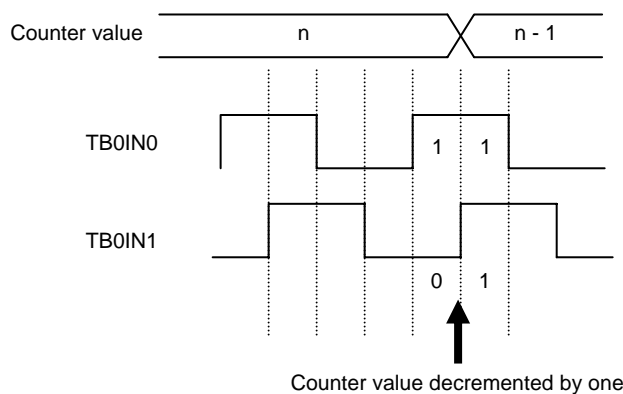 Counter value n n - 1
TB0IN0 1 1
TB0IN1
0 1
Counter value decremented by one